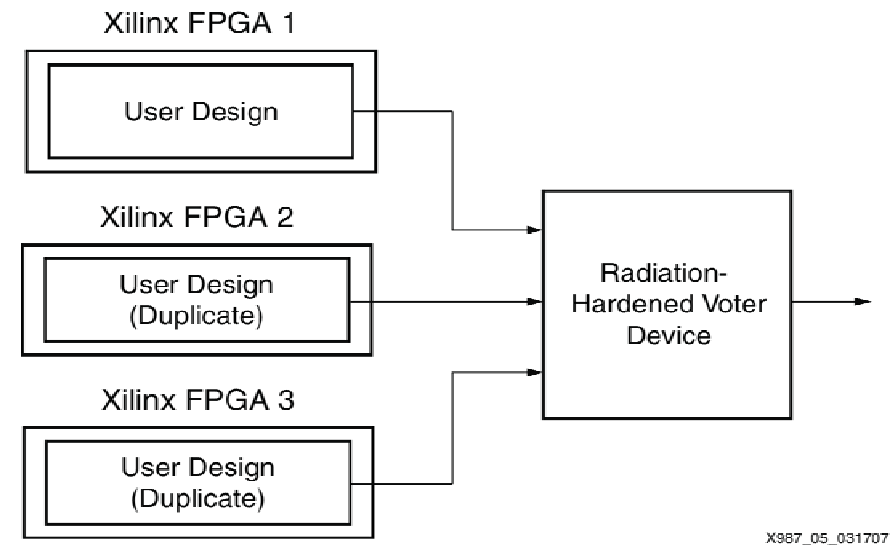 Xilinx FPGA 1
User Design
Xilinx FPGA 2
User Design
(Duplicate)
Xilinx FPGA 3
User Design
(Duplicate)
Radiation-
Hardened Voter
Device
X987_05_031707